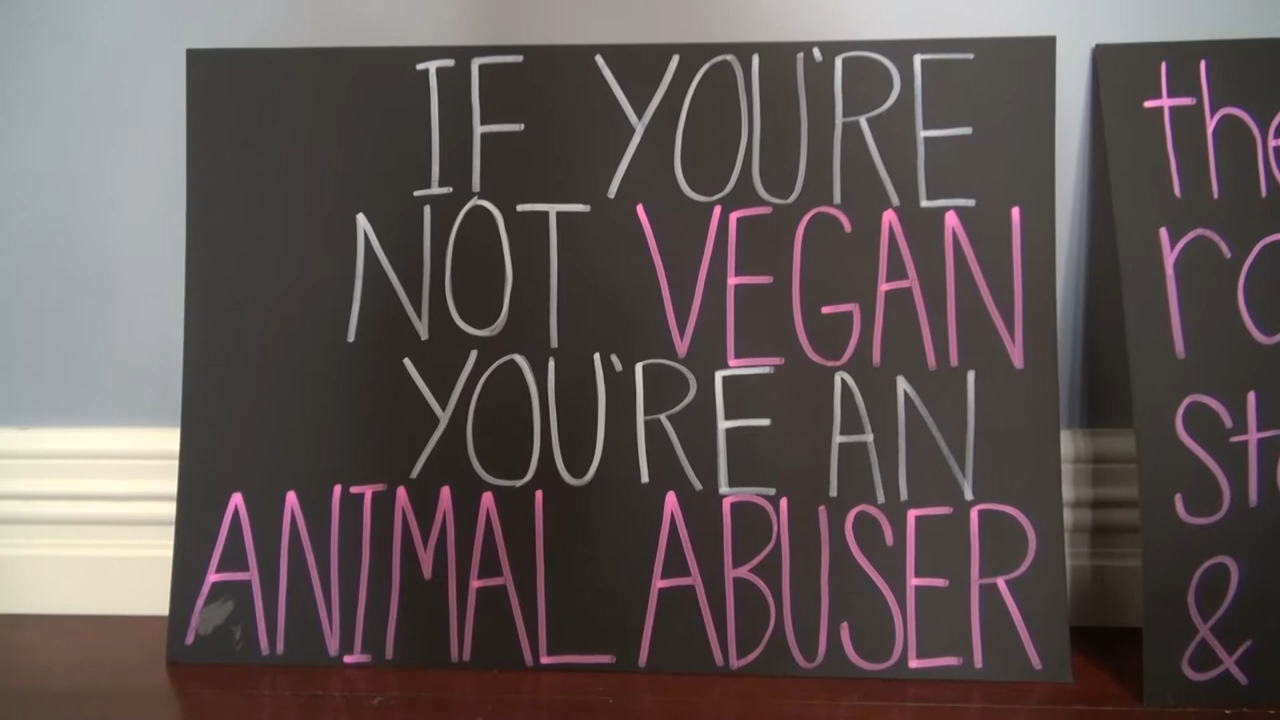 IF YOU'RE
NOT VEGAN
YOU'RE AN
ANIMAL ABUSER
&